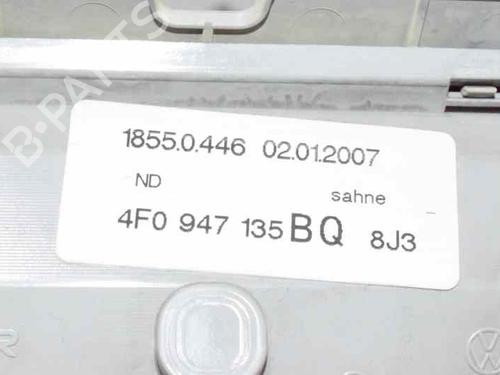 B-PARTS
1855.0.446 02.01.2007
ND sahne
4F0 947 135 BQ 8J3
R